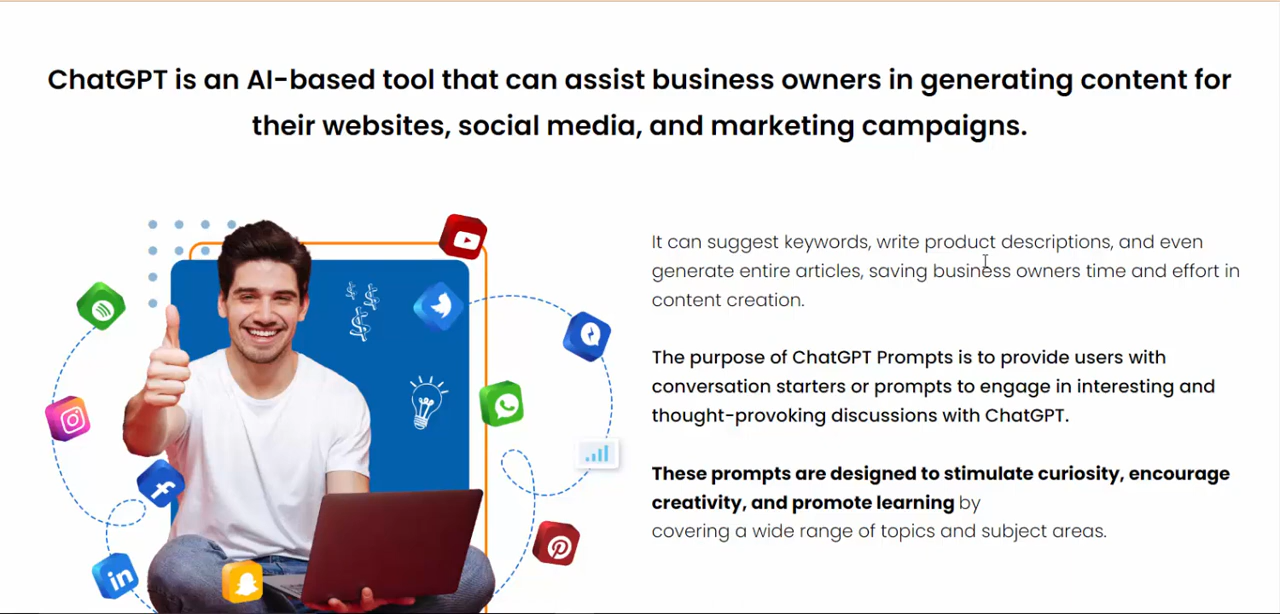 ChatGPT is an AI-based tool that can assist business owners in generating content for
their websites, social media, and marketing campaigns.
It can suggest keywords, write product descriptions, and even
generate entire articles, saving business owners time and effort in
content creation.
The purpose of ChatGPT Prompts is to provide users with
conversation starters or prompts to engage in interesting and
thought-provoking discussions with ChatGPT.
These prompts are designed to stimulate curiosity, encourage
creativity, and promote learning by
covering a wide range of topics and subject areas.